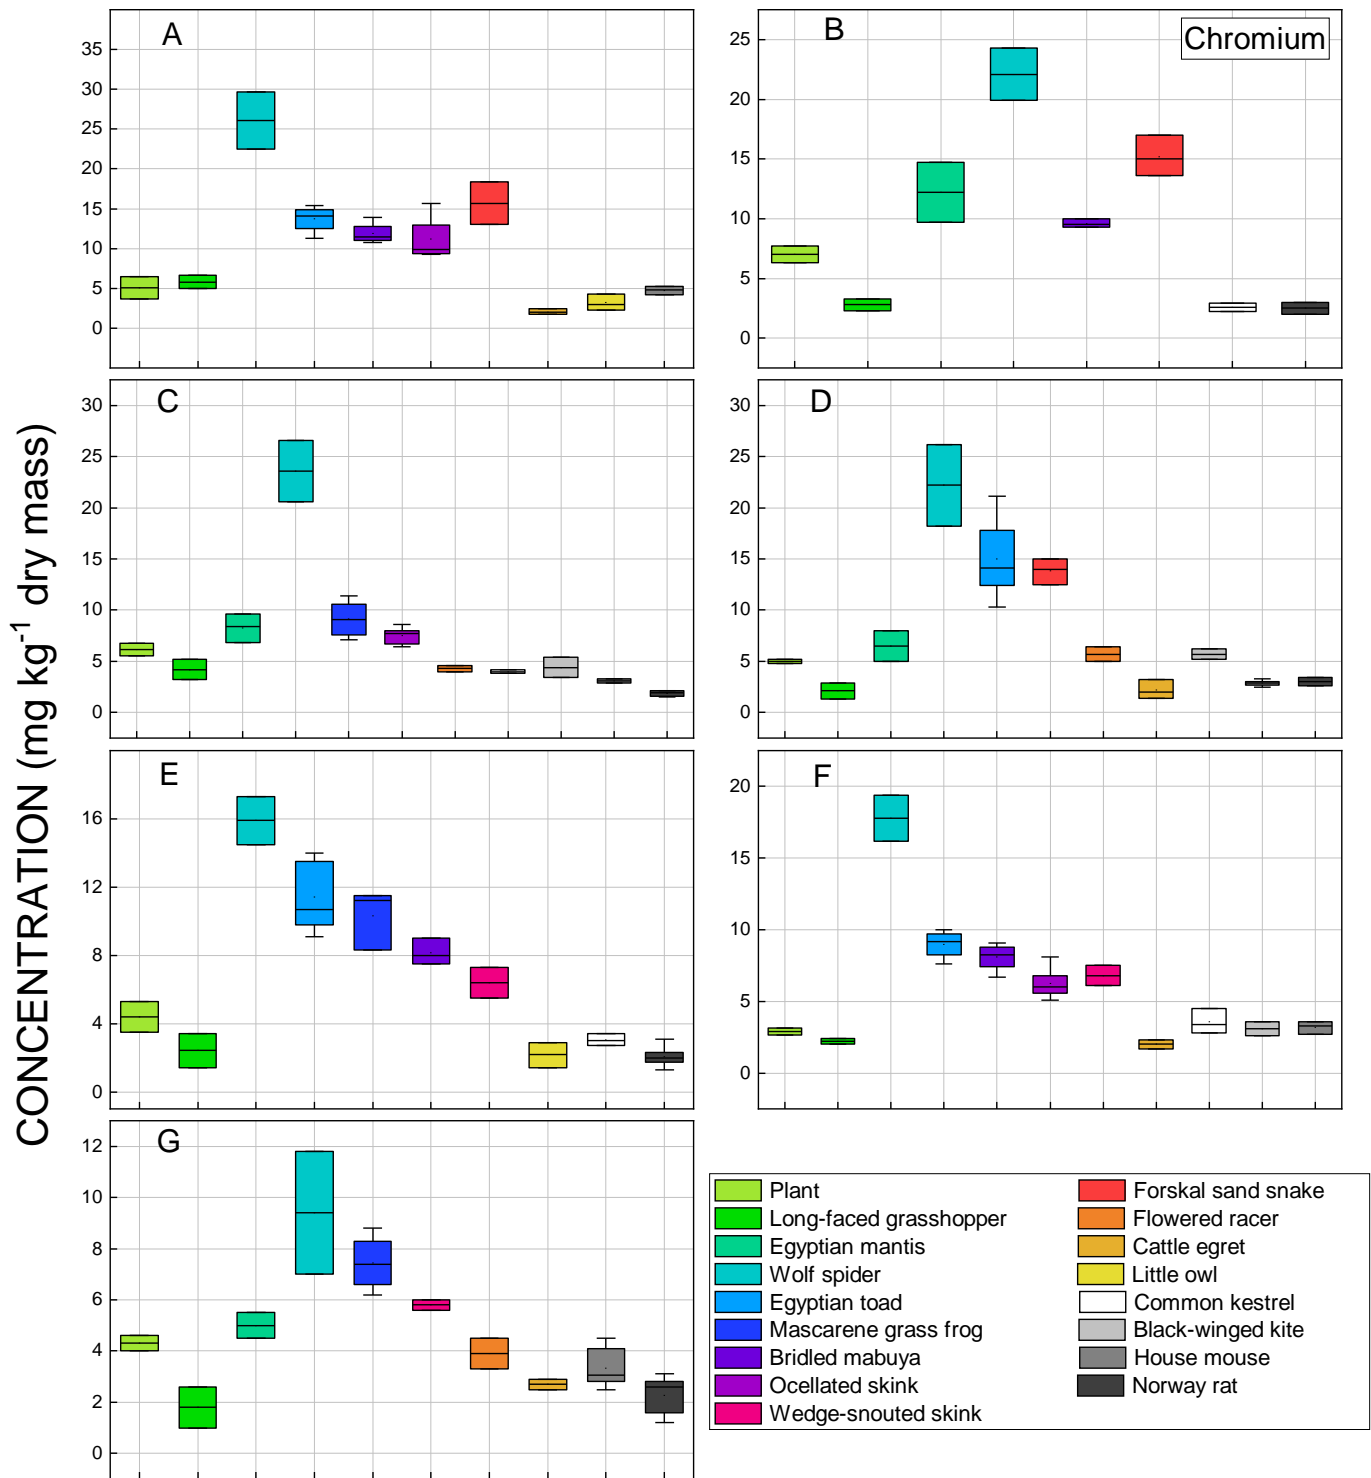 CONCENTRATION (mg kg⁻¹ dry mass)
A
35
30
25
20
15
10
5
0
B
Chromium
25
20
15
10
5
0
C
30
25
20
15
10
5
0
D
30
25
20
15
10
5
0
E
16
12
8
4
0
F
20
15
10
5
0
G
12
10
8
6
4
2
0
Plant
Long-faced grasshopper
Egyptian mantis
Wolf spider
Egyptian toad
Mascarene grass frog
Bridled mabuya
Ocellated skink
Wedge-snouted skink
Forskal sand snake
Flowered racer
Cattle egret
Little owl
Common kestrel
Black-winged kite
House mouse
Norway rat